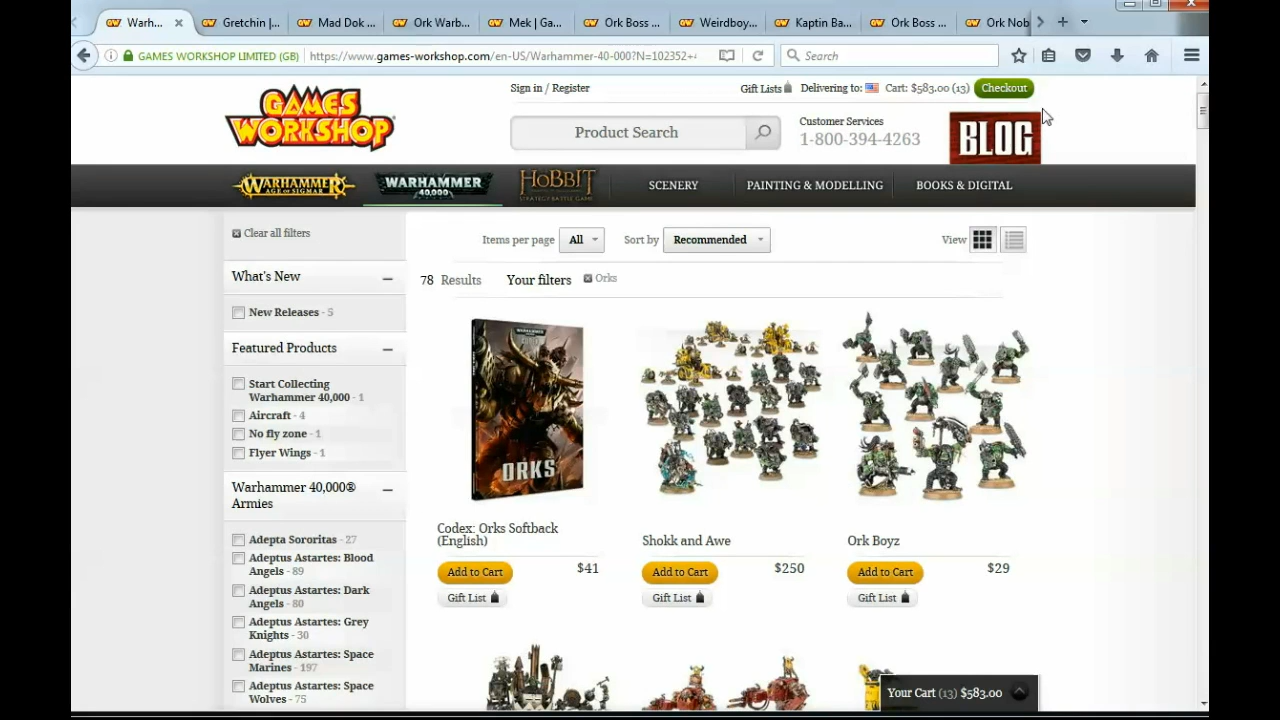 Warh...
Gretchin |...
Mad Dok ...
Ork Warb...
Mek | Ga...
Ork Boss ...
Weirdboy...
Kaptin Ba...
Ork Boss ...
Ork Nob
GAMES WORKSHOP LIMITED (GB)
https://www.games-workshop.com/en-US/Warhammer-40-000?N=102352+4
Search
GAMES WORKSHOP
Sign in / Register
Gift Lists
Delivering to:
Cart: $583.00 (13)
Checkout
Product Search
Customer Services
1-800-394-4263
BLOG
WARHAMMER
AGE OF SIGMAR
WARHAMMER
40,000
THE HOBBIT
STRATEGY BATTLE GAME
SCENERY
PAINTING & MODELLING
BOOKS & DIGITAL
Clear all filters
Items per page
All
Sort by
Recommended
View
78 Results
Your filters
Orks
What's New
New Releases - 5
Featured Products
Start Collecting
Warhammer 40,000 - 1
Aircraft - 4
No fly zone - 1
Flyer Wings - 1
Warhammer 40,000®
Armies
Adepta Sororitas - 27
Adeptus Astartes: Blood
Angels - 89
Adeptus Astartes: Dark
Angels - 80
Adeptus Astartes: Grey
Knights - 30
Adeptus Astartes: Space
Marines - 197
Adeptus Astartes: Space
Wolves - 75
ORKS
Codex: Orks Softback
(English)
Add to Cart
$41
Gift List
Shokk and Awe
Add to Cart
$250
Gift List
Ork Boyz
Add to Cart
$29
Gift List
Your Cart (13) $583.00